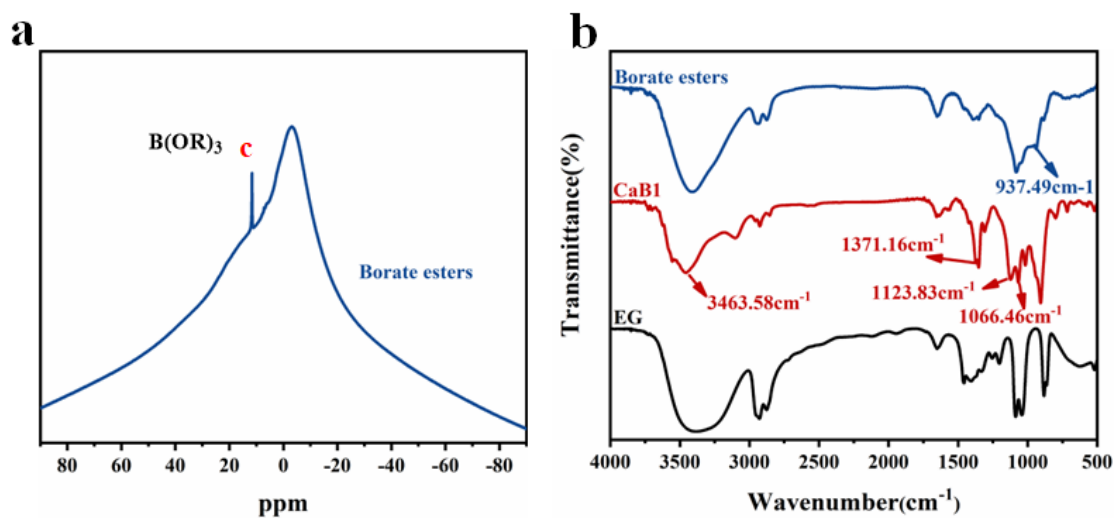 a
B(OR)₃ c
Borate esters
80 60 40 20 0 -20 -40 -60 -80
ppm
b
Borate esters
937.49cm-1
CaB1
1371.16cm⁻¹
3463.58cm⁻¹
1123.83cm⁻¹
1066.46cm⁻¹
EG
Transmittance(%)
4000 3500 3000 2500 2000 1500 1000 500
Wavenumber(cm⁻¹)